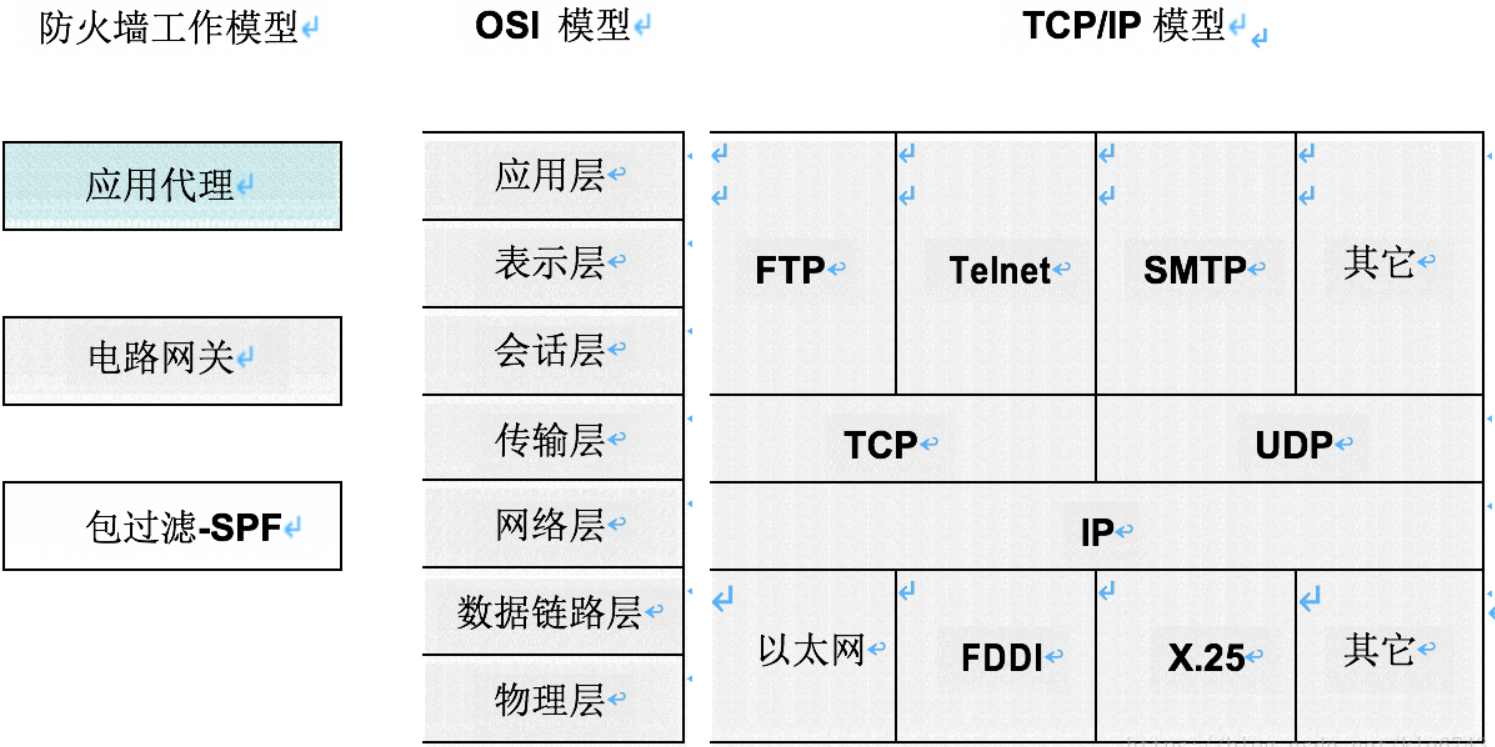 防火墙工作模型 OSI 模型 TCP/IP 模型
应用代理
电路网关
包过滤-SPF
应用层
表示层
会话层
传输层
网络层
数据链路层
物理层
FTP Telnet SMTP 其它
TCP UDP
IP
以太网 FDDI X.25 其它